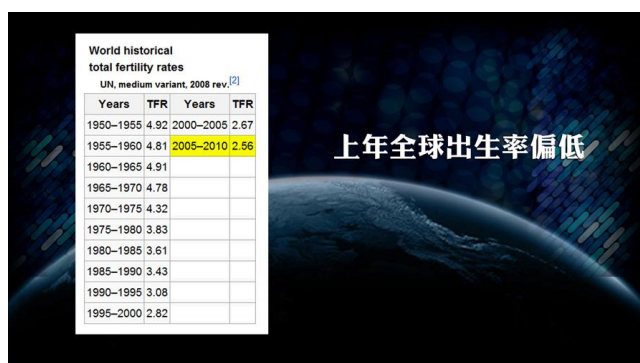 World historical
total fertility rates
UN, medium variant, 2008 rev.[2]
Years TFR Years TFR
1950–1955 4.92 2000–2005 2.67
1955–1960 4.81 2005–2010 2.56
1960–1965 4.91
1965–1970 4.78
1970–1975 4.32
1975–1980 3.83
1980–1985 3.61
1985–1990 3.43
1990–1995 3.08
1995–2000 2.82
上年全球出生率偏低